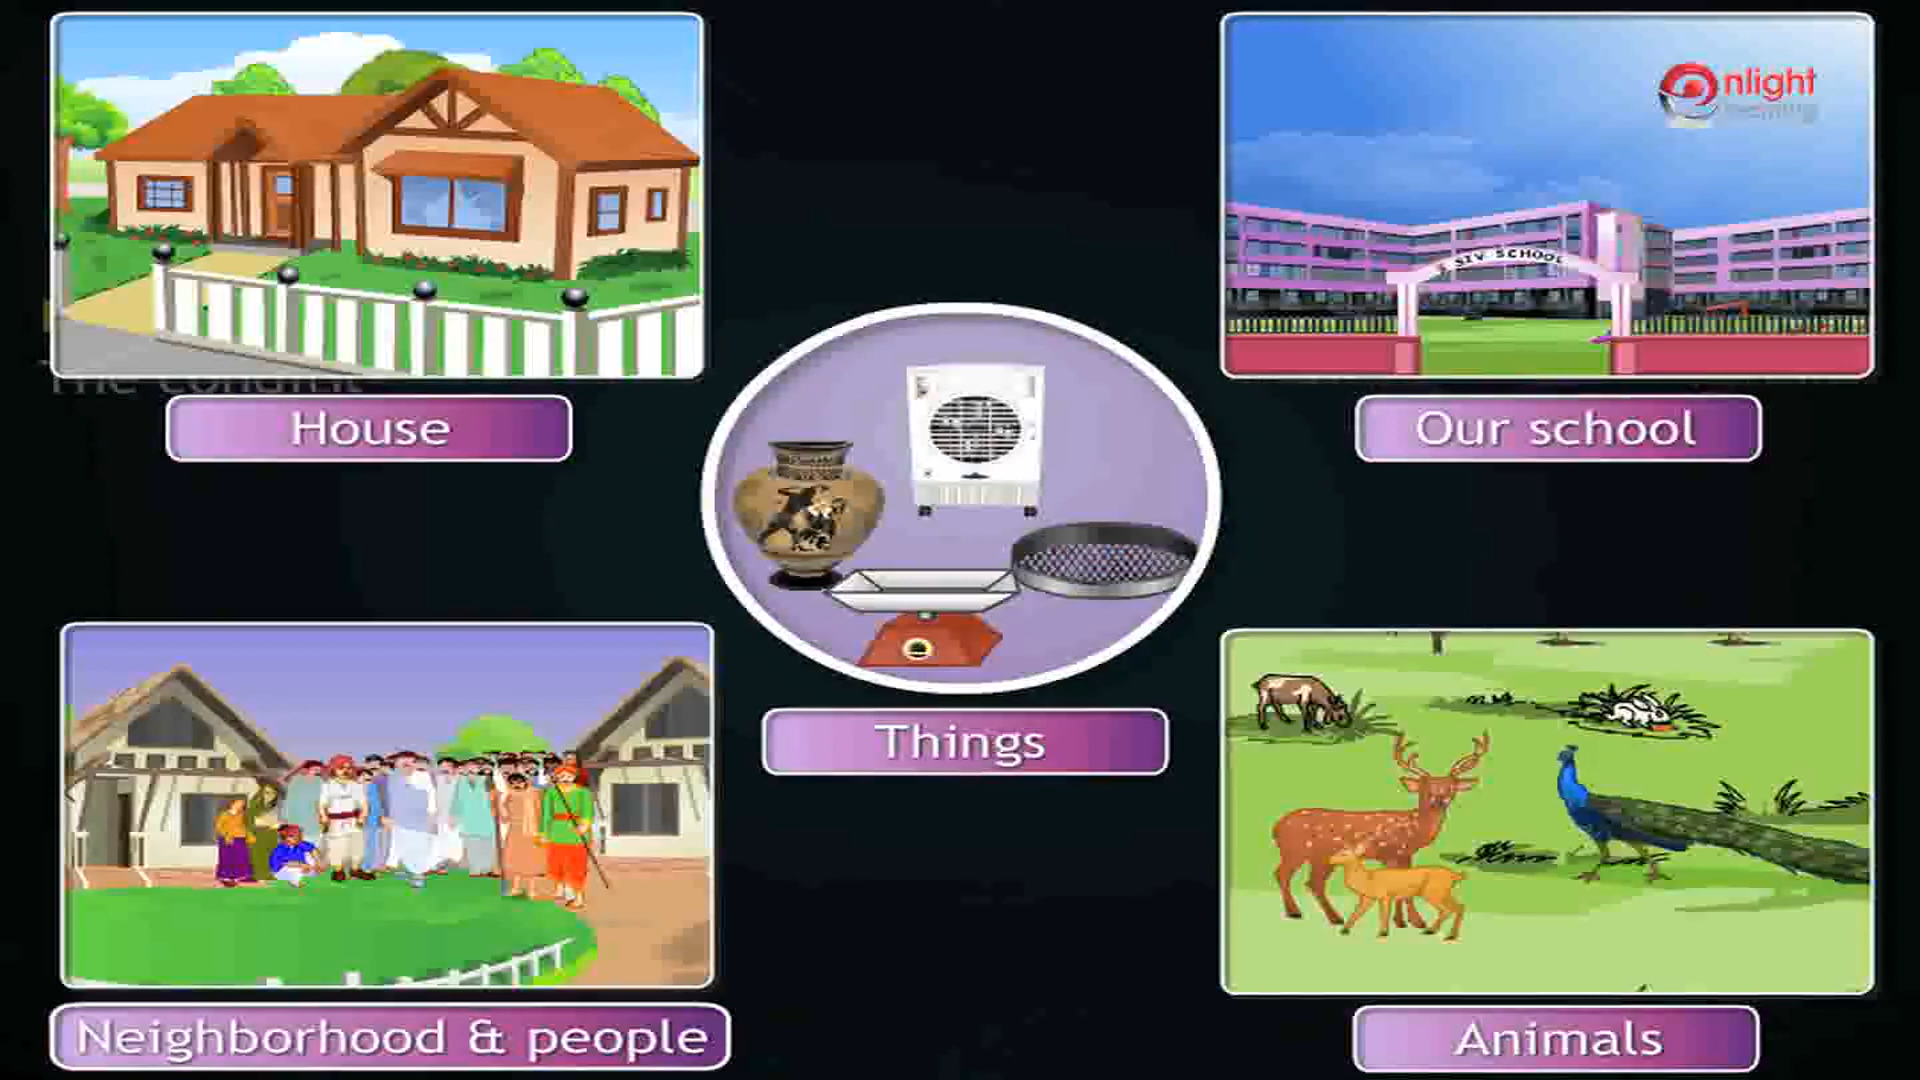 nlight
SIV SCHOOL
House
Our school
Things
Neighborhood & people
Animals